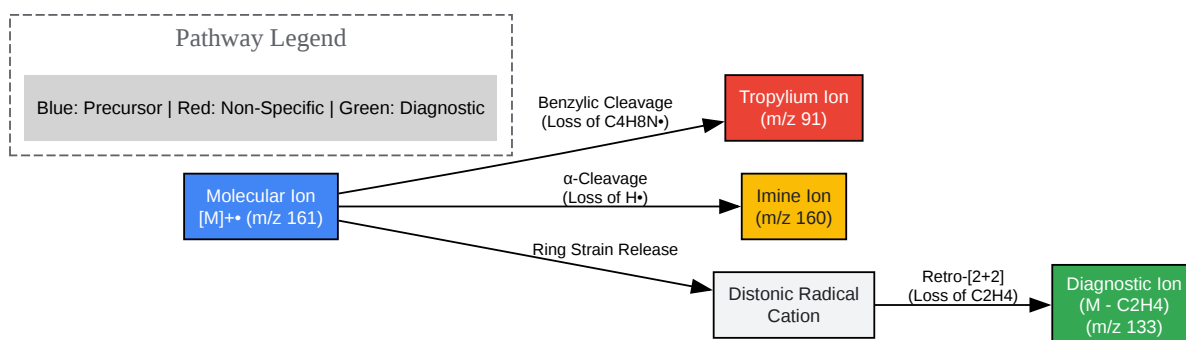 Pathway Legend
Blue: Precursor | Red: Non-Specific | Green: Diagnostic
Benzylic Cleavage
(Loss of C4H8N•)
Tropylium Ion
(m/z 91)
Molecular Ion
[M]+• (m/z 161)
α-Cleavage
(Loss of H•)
Imine Ion
(m/z 160)
Ring Strain Release
Distonic Radical
Cation
Retro-[2+2]
(Loss of C2H4)
Diagnostic Ion
(M - C2H4)
(m/z 133)